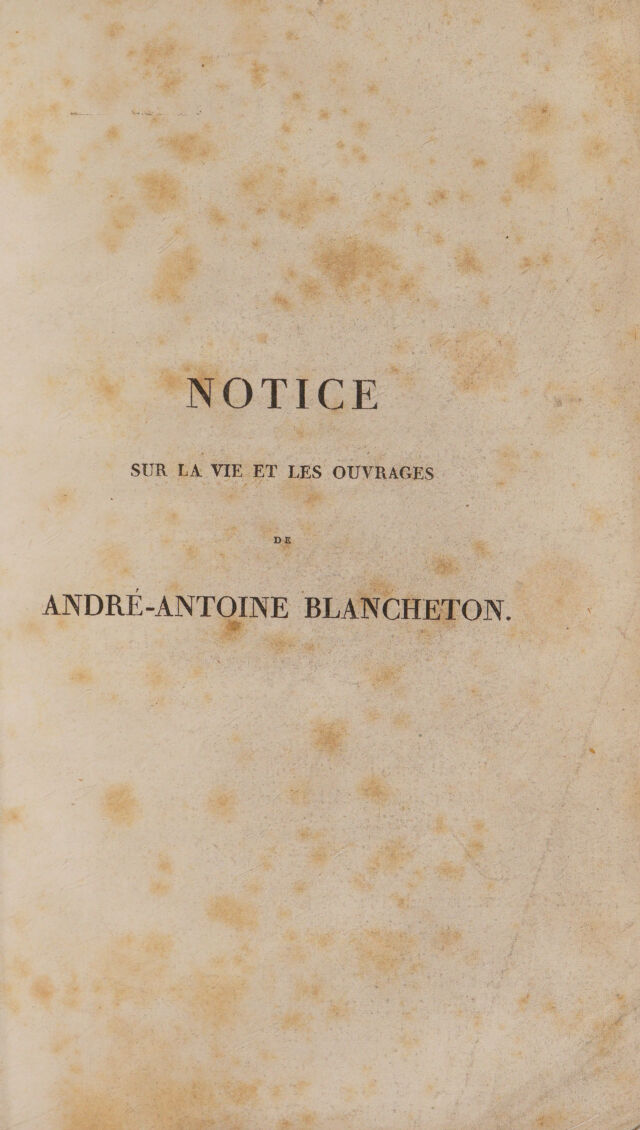 NOTICE
SUR LA VIE ET LES OUVRAGES
DE
ANDRÉ-ANTOINE BLANCHETON.